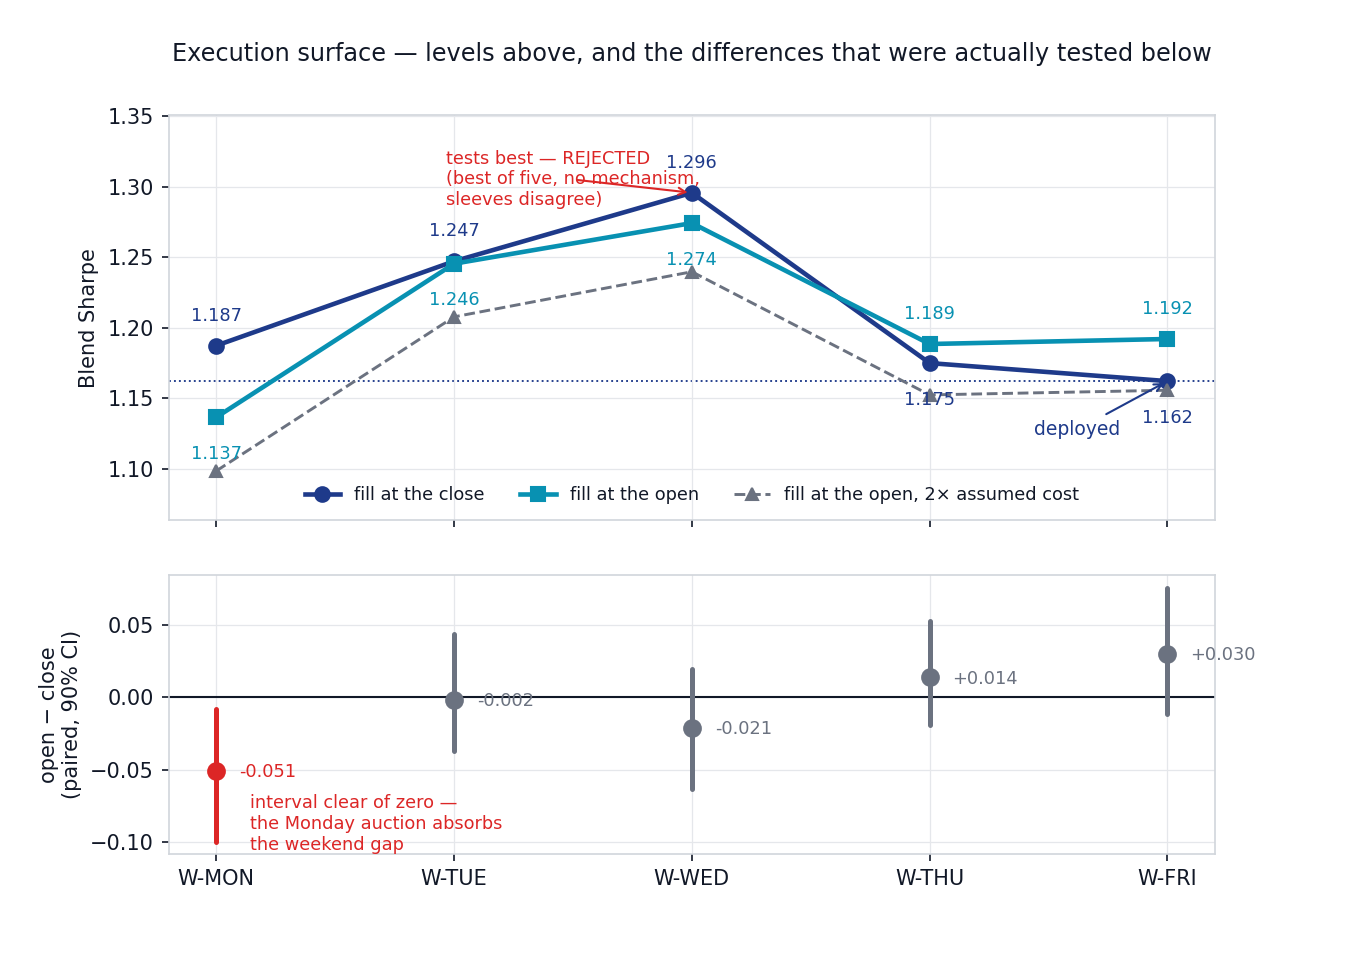 Execution surface — levels above, and the differences that were actually tested below
Blend Sharpe
1.35
1.30
1.25
1.20
1.15
1.10
tests best — REJECTED
(best of five, no mechanism,
sleeves disagree)
1.187
1.247
1.296
1.175
1.162
1.137
1.246
1.274
1.189
1.192
deployed
fill at the close
fill at the open
fill at the open, 2× assumed cost
open − close
(paired, 90% CI)
0.05
0.00
−0.05
−0.10
-0.051
-0.002
-0.021
+0.014
+0.030
interval clear of zero —
the Monday auction absorbs
the weekend gap
W-MON
W-TUE
W-WED
W-THU
W-FRI